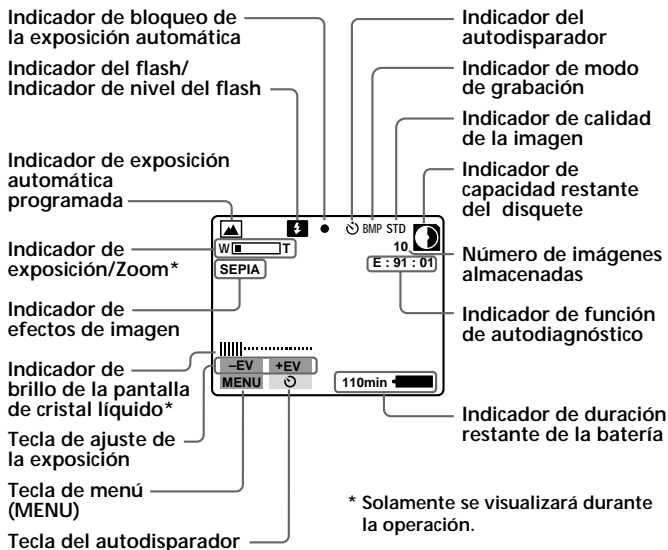 Indicador de bloqueo de
la exposición automática
Indicador del flash/
Indicador de nivel del flash
Indicador de exposición
automática
programada
Indicador de
exposición/Zoom*
Indicador de
efectos de imagen
Indicador de
brillo de la pantalla
de cristal líquido*
Tecla de ajuste de
la exposición
Tecla de menú
(MENU)
Tecla del autodisparador
BMP STD
W T
10
SEPIA
E : 91 : 01
–EV +EV
MENU
110min
Indicador del
autodisparador
Indicador de modo
de grabación
Indicador de calidad
de la imagen
Indicador de
capacidad restante
del disquete
Número de imágenes
almacenadas
Indicador de función
de autodiagnóstico
Indicador de duración
restante de la batería
* Solamente se visualizará durante
la operación.